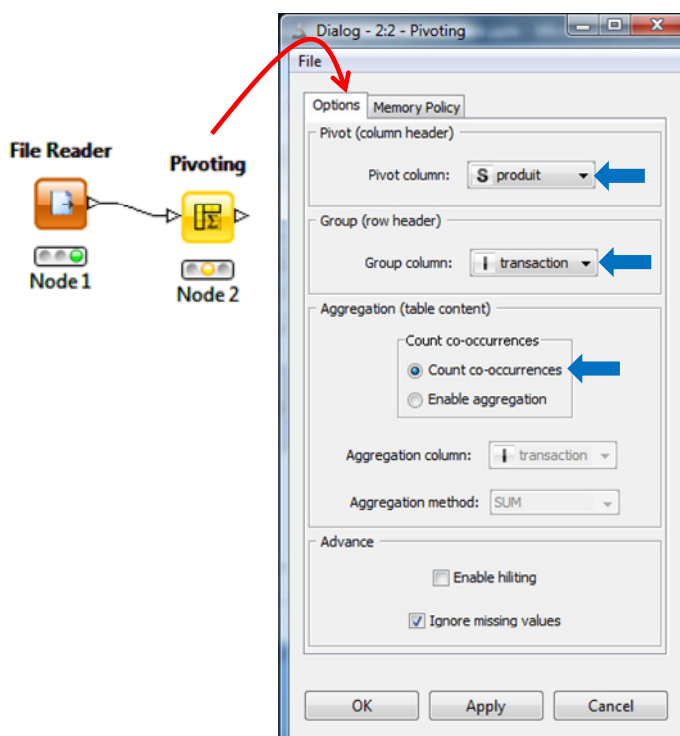 Dialog - 2:2 - Pivoting
File
Options Memory Policy
Pivot (column header)
Pivot column: S produit
Group (row header)
Group column: I transaction
Aggregation (table content)
Count co-occurrences
Count co-occurrences
Enable aggregation
Aggregation column: I transaction
Aggregation method: SUM
Advance
Enable hiliting
Ignore missing values
OK Apply Cancel
File Reader
Pivoting
Node 1
Node 2